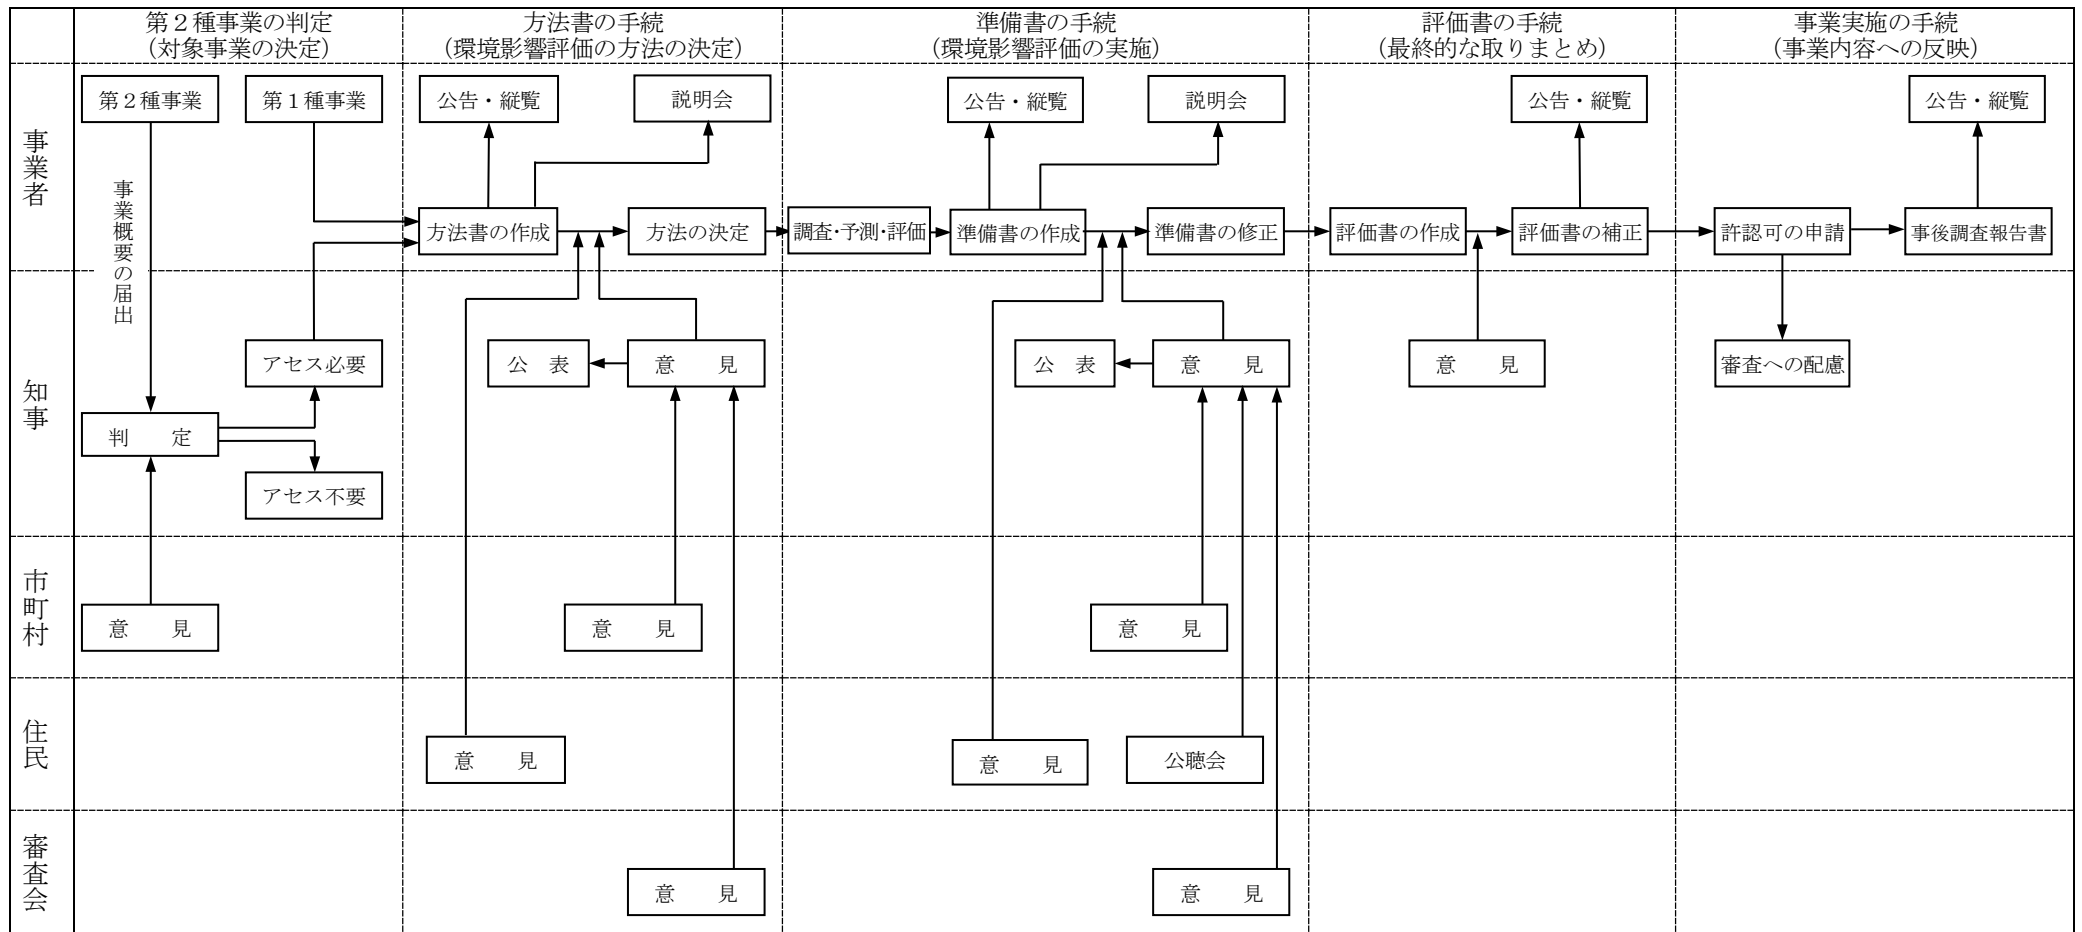 第２種事業の判定
（対象事業の決定）
方法書の手続
（環境影響評価の方法の決定）
準備書の手続
（環境影響評価の実施）
評価書の手続
（最終的な取りまとめ）
事業実施の手続
（事業内容への反映）
事業者
第２種事業
第１種事業
公告・縦覧
説明会
公告・縦覧
説明会
公告・縦覧
公告・縦覧
事業概要の届出
方法書の作成
方法の決定
調査・予測・評価
準備書の作成
準備書の修正
評価書の作成
評価書の補正
許認可の申請
事後調査報告書
知事
アセス必要
公　表
意　　見
公　表
意　　見
意　　見
審査への配慮
判　　定
アセス不要
市町村
意　　見
意　　見
意　　見
住民
意　　見
意　　見
公聴会
審査会
意　　見
意　　見